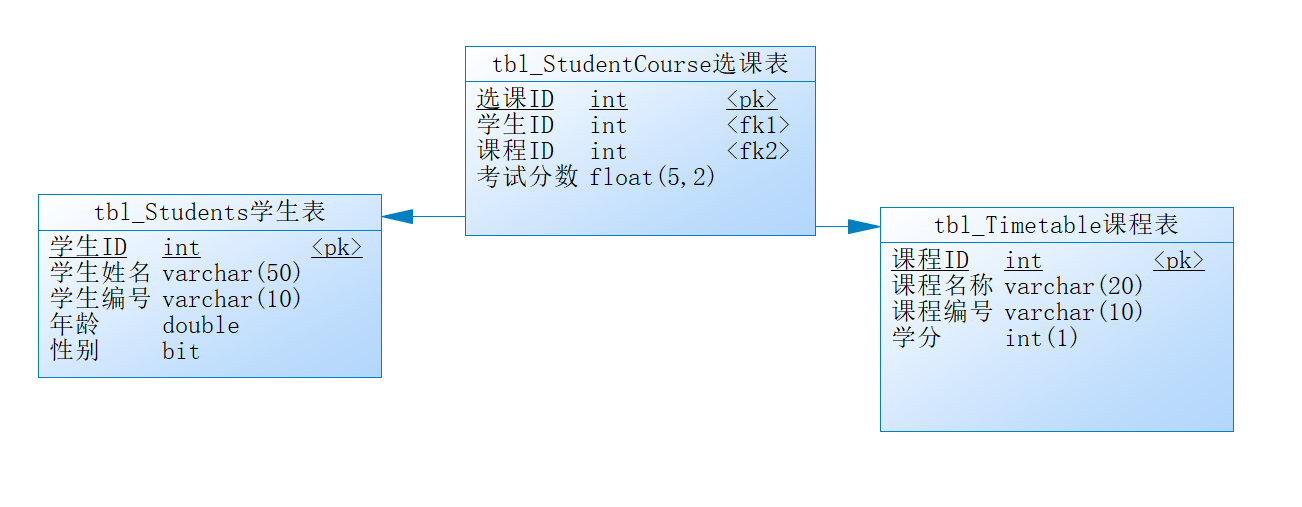 tbl_StudentCourse选课表
选课ID int <pk>
学生ID int <fk1>
课程ID int <fk2>
考试分数 float(5,2)
tbl_Students学生表
学生ID int <pk>
学生姓名 varchar(50)
学生编号 varchar(10)
年龄 double
性别 bit
tbl_Timetable课程表
课程ID int <pk>
课程名称 varchar(20)
课程编号 varchar(10)
学分 int(1)